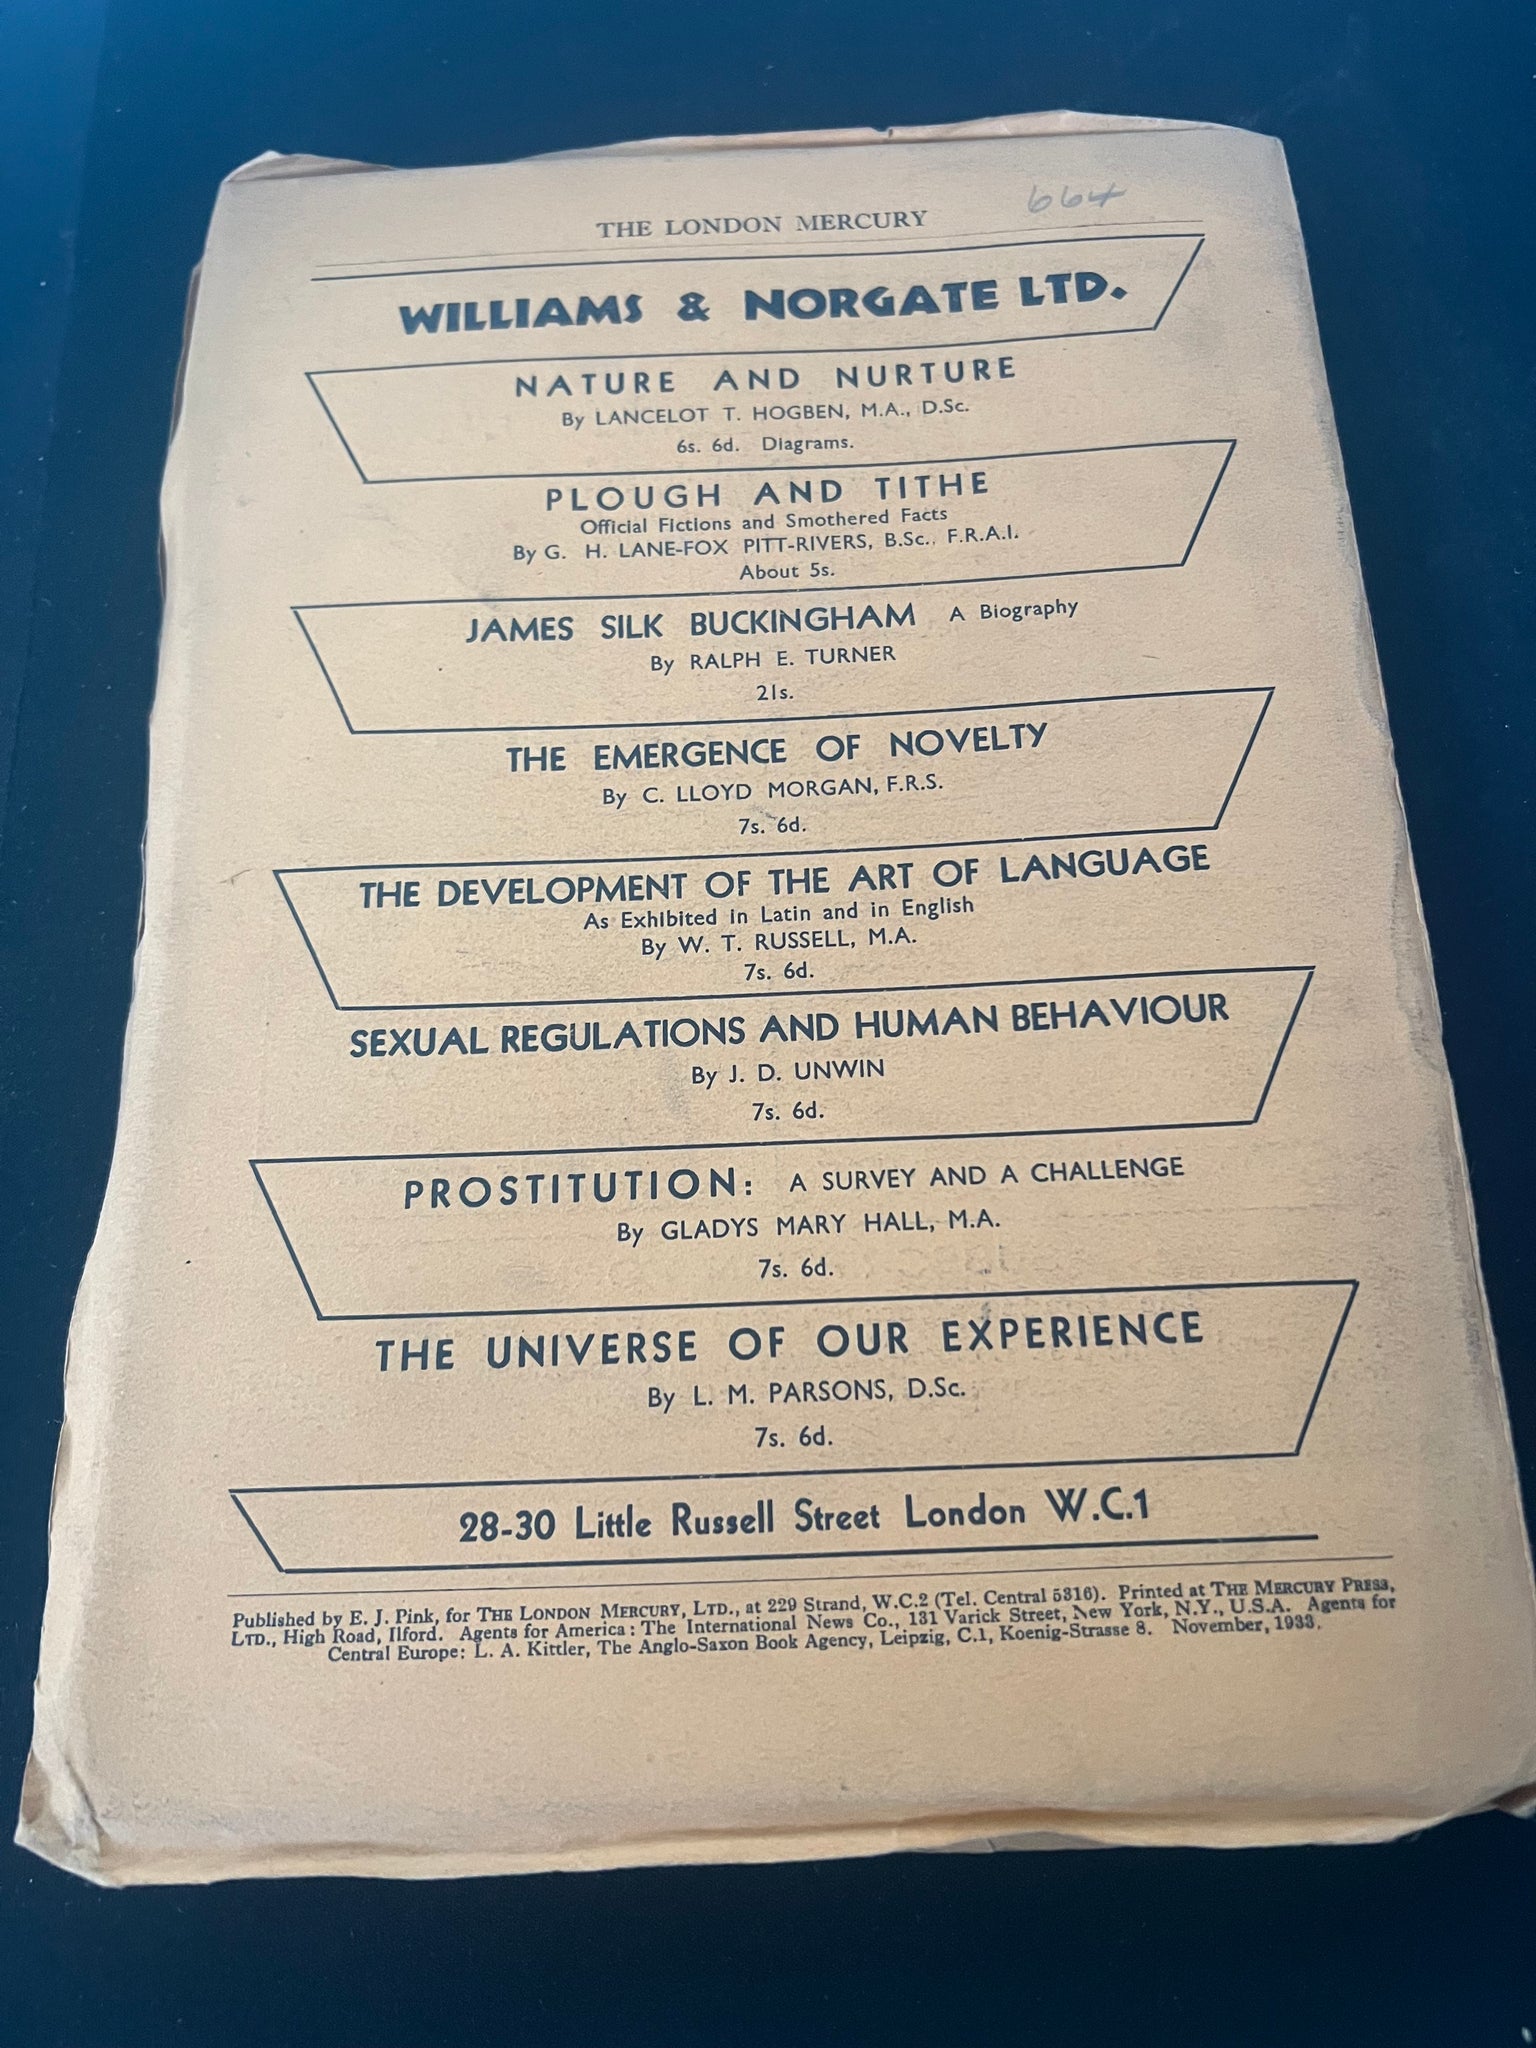 664
THE LONDON MERCURY
WILLIAMS & NORGATE LTD.
NATURE AND NURTURE
By LANCELOT T. HOGBEN, M.A., D.Sc.
6s. 6d. Diagrams.
PLOUGH AND TITHE
Official Fictions and Smothered Facts
By G. H. LANE-FOX PITT-RIVERS, B.Sc., F.R.A.I.
About 5s.
JAMES SILK BUCKINGHAM A Biography
By RALPH E. TURNER
21s.
THE EMERGENCE OF NOVELTY
By C. LLOYD MORGAN, F.R.S.
7s. 6d.
THE DEVELOPMENT OF THE ART OF LANGUAGE
As Exhibited in Latin and in English
By W. T. RUSSELL, M.A.
7s. 6d.
SEXUAL REGULATIONS AND HUMAN BEHAVIOUR
By J. D. UNWIN
7s. 6d.
PROSTITUTION: A SURVEY AND A CHALLENGE
By GLADYS MARY HALL, M.A.
7s. 6d.
THE UNIVERSE OF OUR EXPERIENCE
By L. M. PARSONS, D.Sc.
7s. 6d.
28-30 Little Russell Street London W.C.1
Published by E. J. Pink, for THE LONDON MERCURY, LTD., at 229 Strand, W.C.2 (Tel. Central 5316). Printed at THE MERCURY PRESS,
LTD., High Road, Ilford. Agents for America: The International News Co., 131 Varick Street, New York, N.Y., U.S.A. Agents for
Central Europe: L. A. Kittler, The Anglo-Saxon Book Agency, Leipzig, C.1, Koenig-Strasse 8. November, 1933.